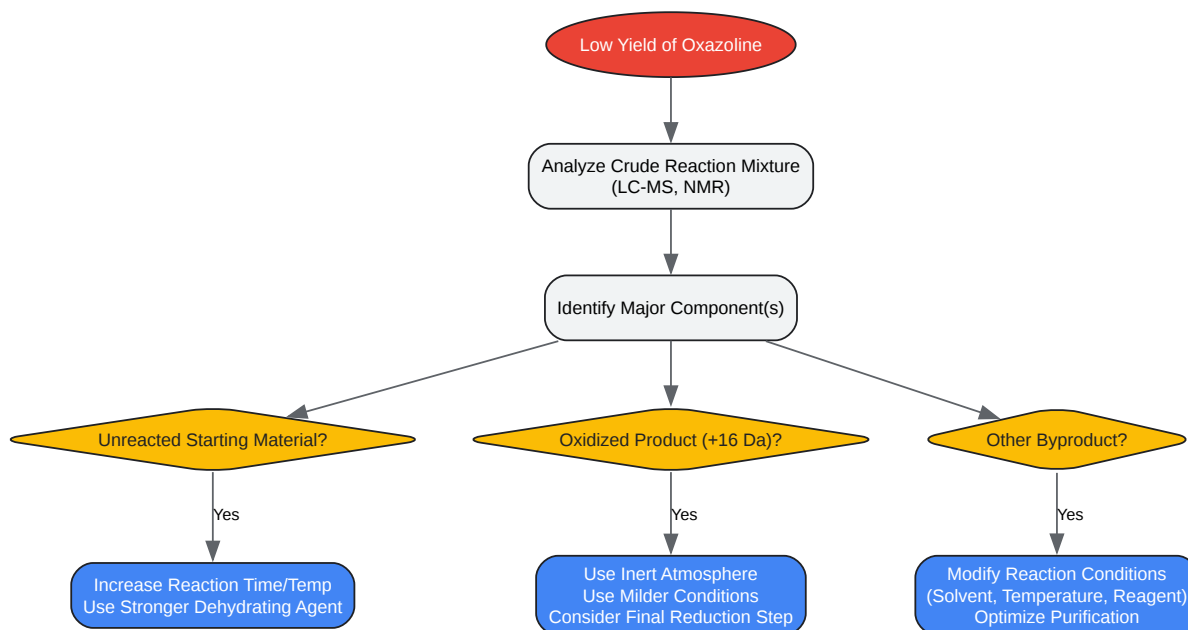 Low Yield of Oxazoline
Analyze Crude Reaction Mixture
(LC-MS, NMR)
Identify Major Component(s)
Unreacted Starting Material?
Oxidized Product (+16 Da)?
Other Byproduct?
Yes
Yes
Yes
Increase Reaction Time/Temp
Use Stronger Dehydrating Agent
Use Inert Atmosphere
Use Milder Conditions
Consider Final Reduction Step
Modify Reaction Conditions
(Solvent, Temperature, Reagent)
Optimize Purification